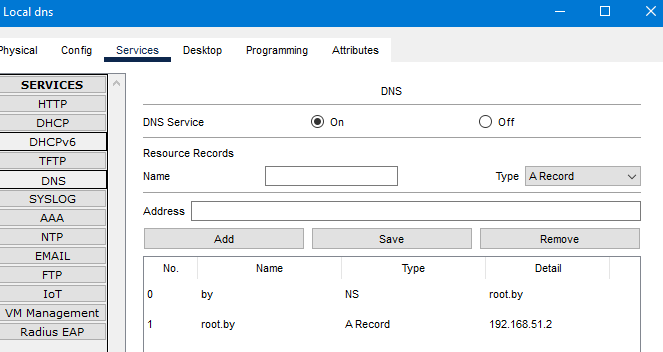 Local dns
Physical Config Services Desktop Programming Attributes
SERVICES
HTTP
DHCP
DHCPv6
TFTP
DNS
SYSLOG
AAA
NTP
EMAIL
FTP
IoT
VM Management
Radius EAP
DNS
DNS Service On Off
Resource Records
Name Type A Record
Address
Add Save Remove
No. Name Type Detail
0 by NS root.by
1 root.by A Record 192.168.51.2